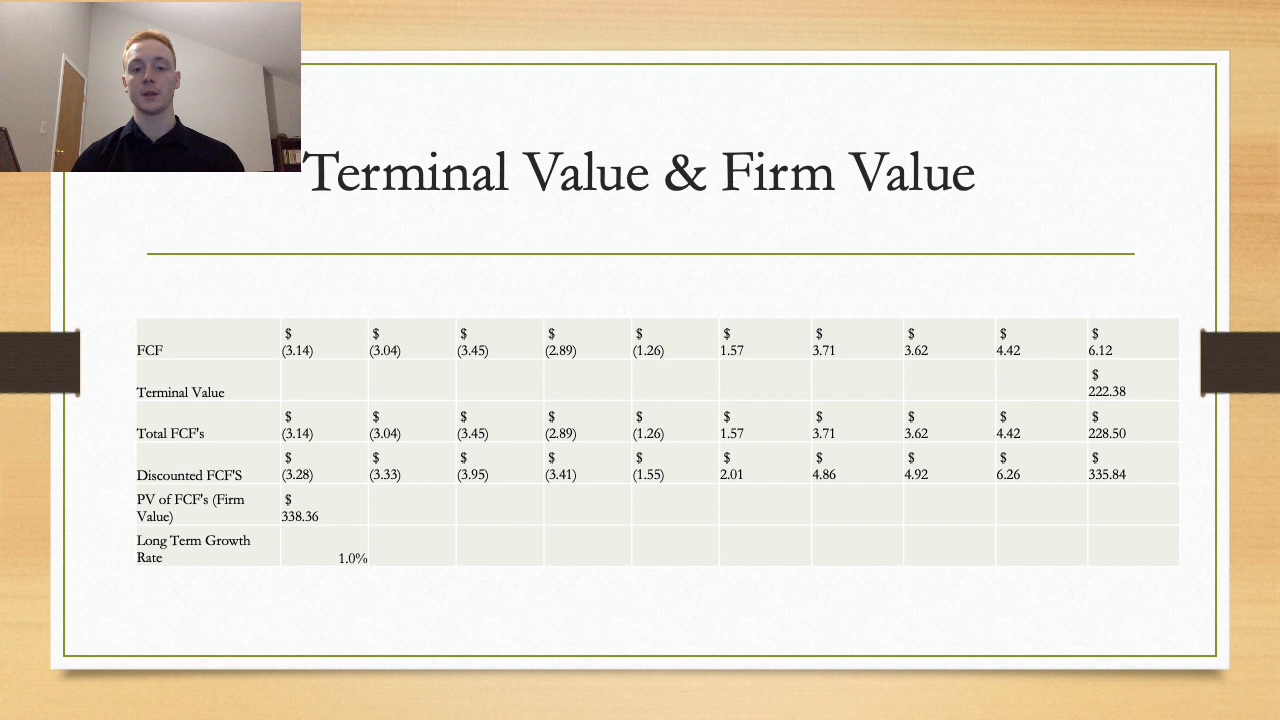 Terminal Value & Firm Value
FCF $ (3.14) $ (3.04) $ (3.45) $ (2.89) $ (1.26) $ 1.57 $ 3.71 $ 3.62 $ 4.42 $ 6.12
Terminal Value $ 222.38
Total FCF's $ (3.14) $ (3.04) $ (3.45) $ (2.89) $ (1.26) $ 1.57 $ 3.71 $ 3.62 $ 4.42 $ 228.50
Discounted FCF'S $ (3.28) $ (3.33) $ (3.95) $ (3.41) $ (1.55) $ 2.01 $ 4.86 $ 4.92 $ 6.26 $ 335.84
PV of FCF's (Firm Value) $ 338.36
Long Term Growth Rate 1.0%